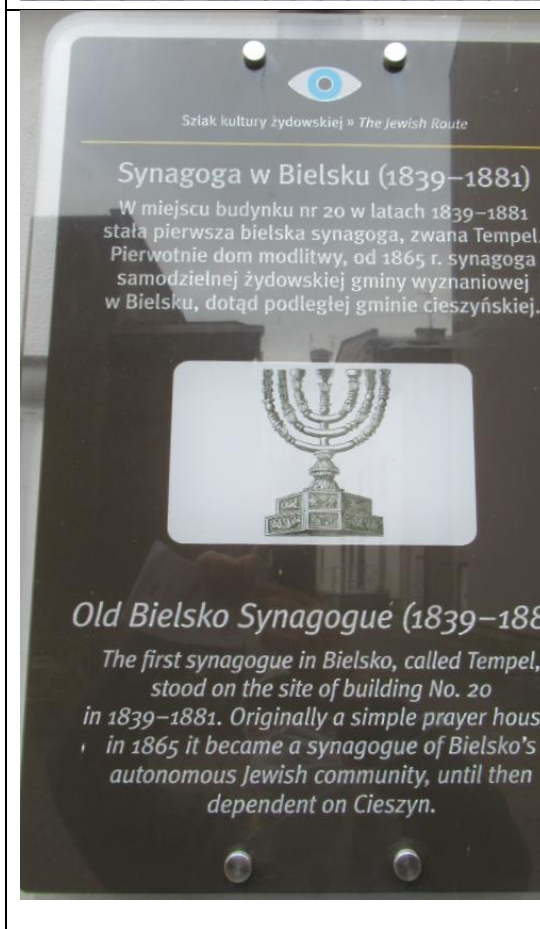 Szlak kultury żydowskiej » The Jewish Route
Synagoga w Bielsku (1839–1881)
W miejscu budynku nr 20 w latach 1839–1881
stała pierwsza bielska synagoga, zwana Tempel.
Pierwotnie dom modlitwy, od 1865 r. synagoga
samodzielnej żydowskiej gminy wyznaniowej
w Bielsku, dotąd podległej gminie cieszyńskiej.
Old Bielsko Synagogue (1839–188
The first synagogue in Bielsko, called Tempel,
stood on the site of building No. 20
in 1839–1881. Originally a simple prayer hous
in 1865 it became a synagogue of Bielsko's
autonomous Jewish community, until then
dependent on Cieszyn.